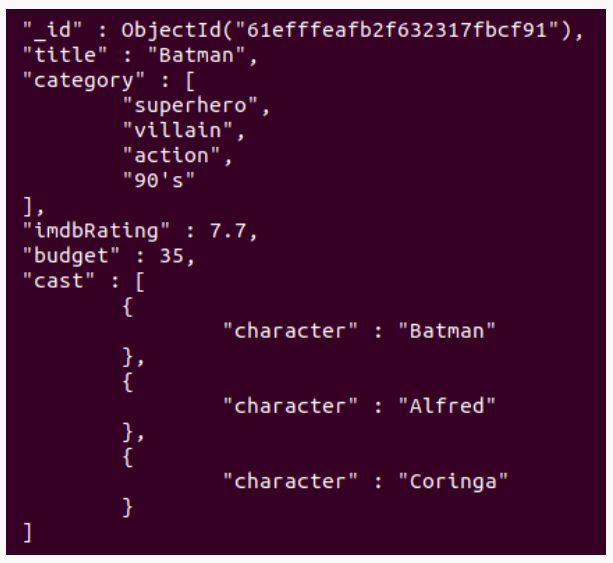 "_id" : ObjectId("61efffeafb2f632317fbcf91"),
"title" : "Batman",
"category" : [
"superhero",
"villain",
"action",
"90's"
],
"imdbRating" : 7.7,
"budget" : 35,
"cast" : [
{
"character" : "Batman"
},
{
"character" : "Alfred"
},
{
"character" : "Coringa"
}
]